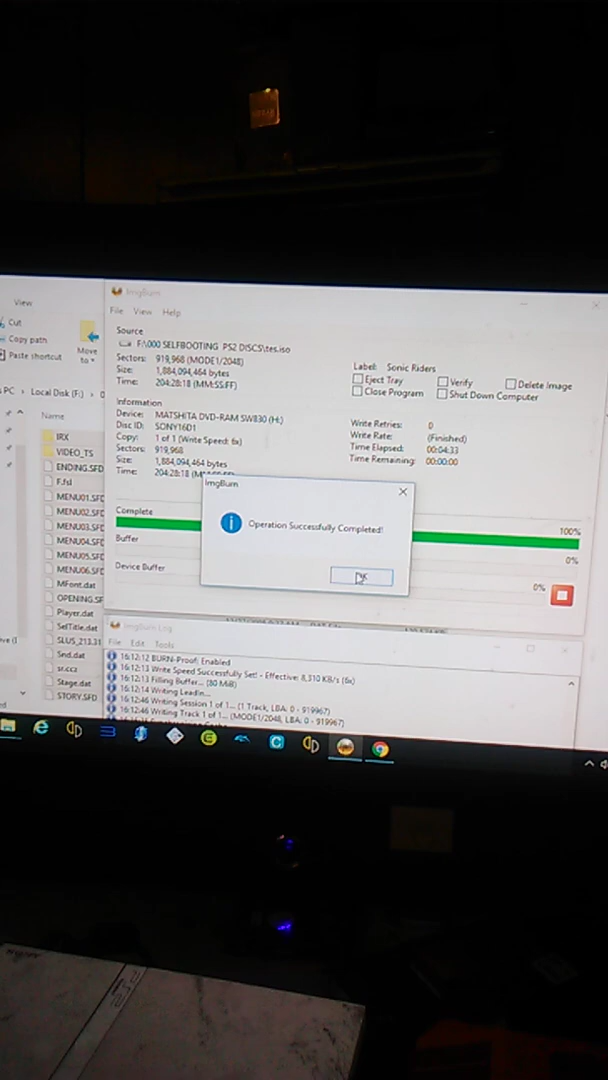 View
Cut
Copy path
Paste shortcut
Move
to
PC > Local Disk (F:)
Name
IRX
VIDEO_TS
ENDING.SFD
F.fsl
MENU01.SFD
MENU02.SFD
MENU03.SFD
MENU04.SFD
MENU05.SFD
MENU06.SFD
MFont.dat
OPENING.SF
Player.dat
SelTitle.dat
SLUS_213.31
Snd.dat
Stage.dat
STORY.SFD
ImgBurn
File View Help
Source
F:\000 SELFBOOTING PS2 DISCS\tes.iso
Sectors: 919,968 (MODE1/2048)
Size: 1,884,094,464 bytes
Time: 204:28:18 (MM:SS:FF)
Label: Sonic Riders
Eject Tray Verify Delete Image
Close Program Shut Down Computer
Information
Device: MATSHITA DVD-RAM SW830 (H:)
Disc ID: SONY16D1
Copy: 1 of 1 (Write Speed: 6x)
Sectors: 919,968
Size: 1,884,094,464 bytes
Time: 204:28:18
Write Retries: 0
Write Rate: (Finished)
Time Elapsed: 00:04:33
Time Remaining: 00:00:00
ImgBurn
Operation Successfully Completed!
Complete
100%
Buffer
0%
Device Buffer
0%
ImgBurn Log
File Edit Tools
16:12:12 BURN-Proof: Enabled
16:12:13 Write Speed Successfully Set! - Effective: 8,310 KB/s (6x)
16:12:13 Filling Buffer... (80 MiB)
16:12:14 Writing LeadIn...
16:12:46 Writing Session 1 of 1... (1 Track, LBA: 0 - 919967)
16:12:46 Writing Track 1 of 1... (MODE1/2048, LBA: 0 - 919967)